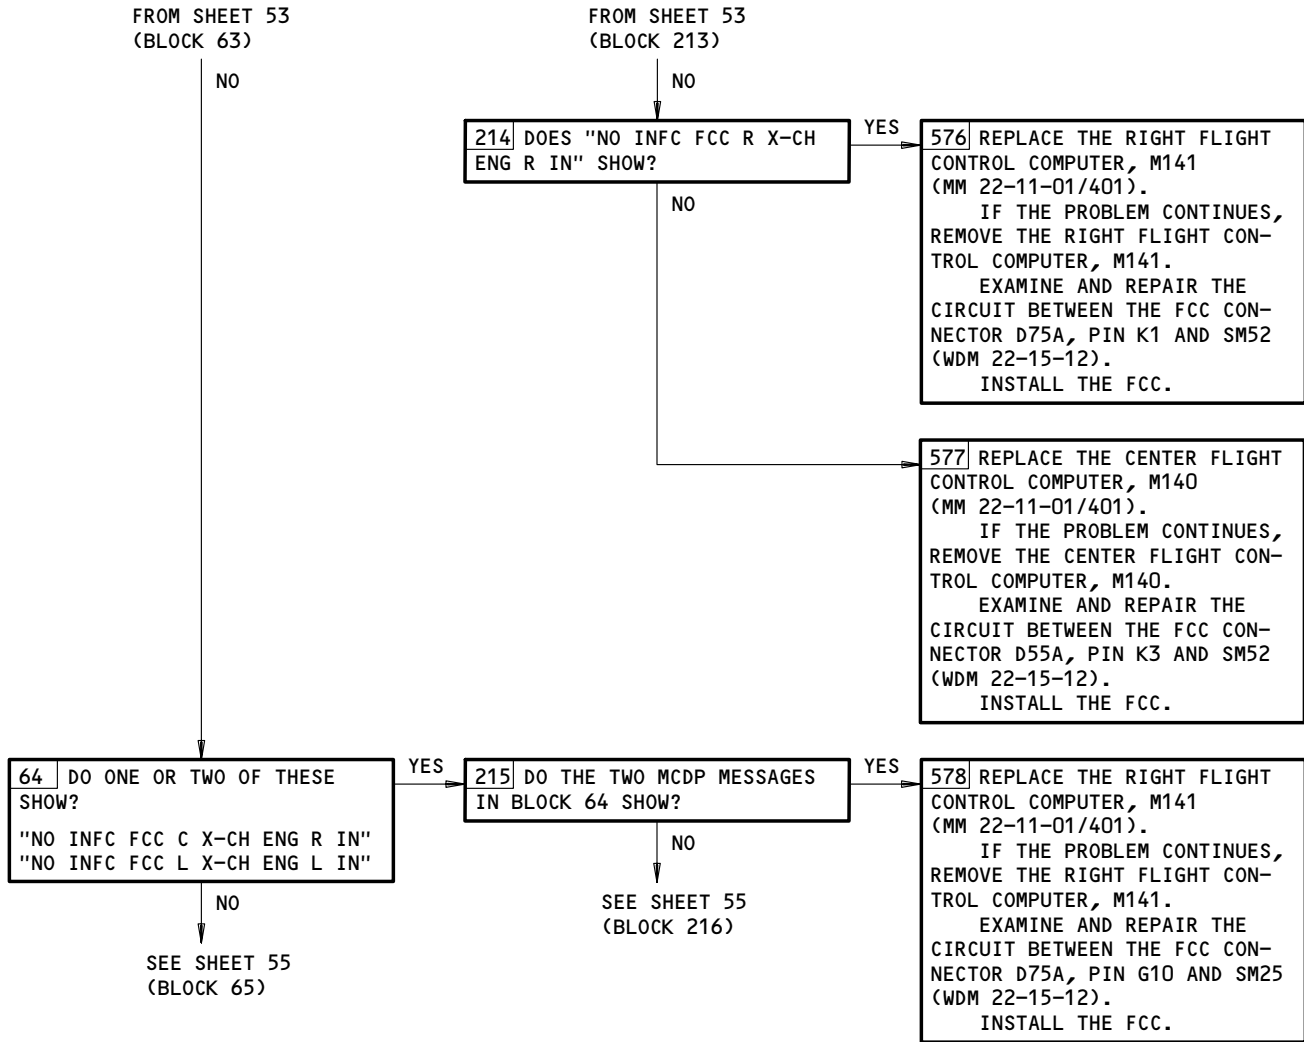 FROM SHEET 53
(BLOCK 63)
NO
FROM SHEET 53
(BLOCK 213)
NO
214 DOES "NO INFC FCC R X-CH
ENG R IN" SHOW?
YES
NO
576 REPLACE THE RIGHT FLIGHT
CONTROL COMPUTER, M141
(MM 22-11-01/401).
IF THE PROBLEM CONTINUES,
REMOVE THE RIGHT FLIGHT CON-
TROL COMPUTER, M141.
EXAMINE AND REPAIR THE
CIRCUIT BETWEEN THE FCC CON-
NECTOR D75A, PIN K1 AND SM52
(WDM 22-15-12).
INSTALL THE FCC.
577 REPLACE THE CENTER FLIGHT
CONTROL COMPUTER, M140
(MM 22-11-01/401).
IF THE PROBLEM CONTINUES,
REMOVE THE CENTER FLIGHT CON-
TROL COMPUTER, M140.
EXAMINE AND REPAIR THE
CIRCUIT BETWEEN THE FCC CON-
NECTOR D55A, PIN K3 AND SM52
(WDM 22-15-12).
INSTALL THE FCC.
64 DO ONE OR TWO OF THESE
SHOW?
"NO INFC FCC C X-CH ENG R IN"
"NO INFC FCC L X-CH ENG L IN"
YES
NO
SEE SHEET 55
(BLOCK 65)
215 DO THE TWO MCDP MESSAGES
IN BLOCK 64 SHOW?
YES
NO
SEE SHEET 55
(BLOCK 216)
578 REPLACE THE RIGHT FLIGHT
CONTROL COMPUTER, M141
(MM 22-11-01/401).
IF THE PROBLEM CONTINUES,
REMOVE THE RIGHT FLIGHT CON-
TROL COMPUTER, M141.
EXAMINE AND REPAIR THE
CIRCUIT BETWEEN THE FCC CON-
NECTOR D75A, PIN G10 AND SM25
(WDM 22-15-12).
INSTALL THE FCC.